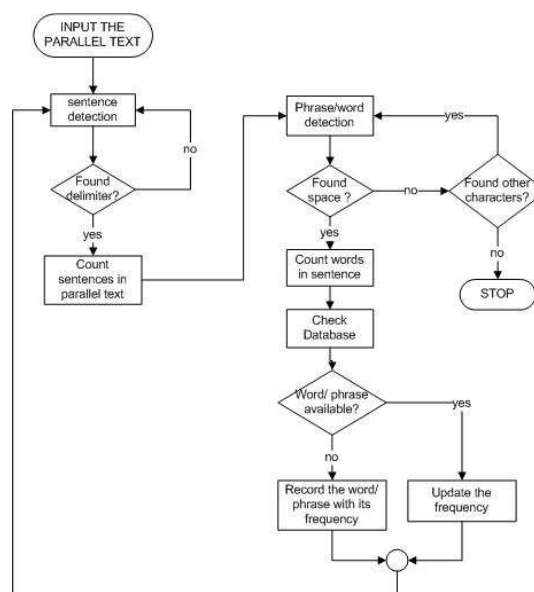 INPUT THE
PARALLEL TEXT
sentence
detection
no
Found
delimiter?
yes
Count
sentences in
parallel text
Phrase/word
detection
yes
Found
space ?
no
Found other
characters?
yes
no
Count words
in sentence
STOP
Check
Database
Word/ phrase
available?
yes
no
Record the word/
phrase with its
frequency
Update the
frequency